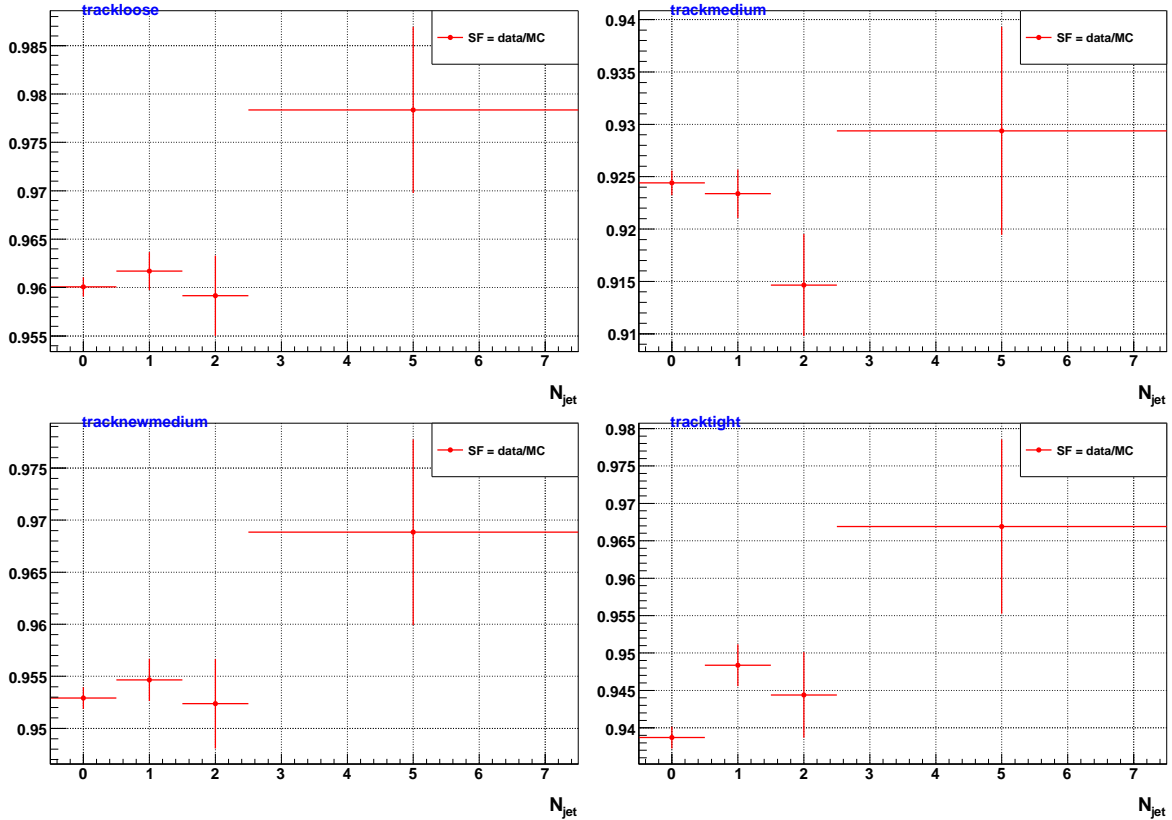 trackloose
SF = data/MC
0.985
0.98
0.975
0.97
0.965
0.96
0.955
0 1 2 3 4 5 6 7
N_jet
trackmedium
SF = data/MC
0.94
0.935
0.93
0.925
0.92
0.915
0.91
0 1 2 3 4 5 6 7
N_jet
tracknewmedium
SF = data/MC
0.975
0.97
0.965
0.96
0.955
0.95
0 1 2 3 4 5 6 7
N_jet
tracktight
SF = data/MC
0.98
0.975
0.97
0.965
0.96
0.955
0.95
0.945
0.94
0 1 2 3 4 5 6 7
N_jet